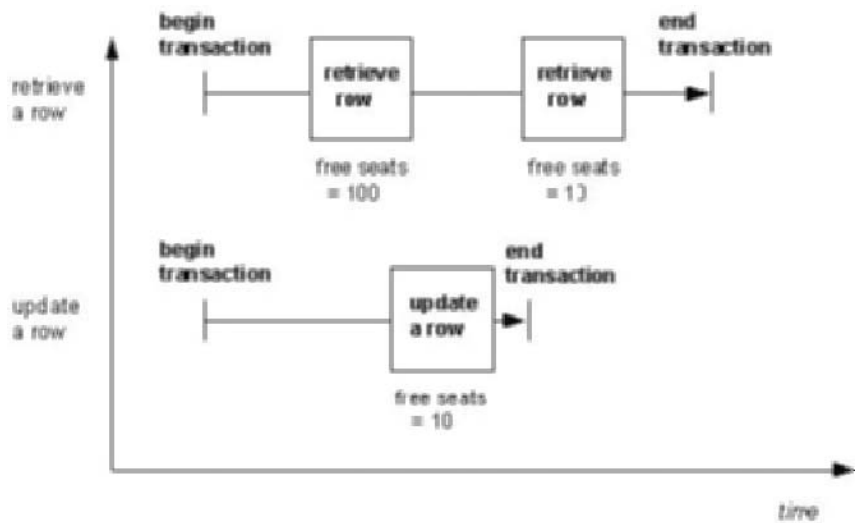 begin
transaction
end
transaction
retrieve
a row
retrieve
row
retrieve
row
free seats
= 100
free seats
begin
transaction
end
transaction
update
a row
update
a row
free seats
= 10
time